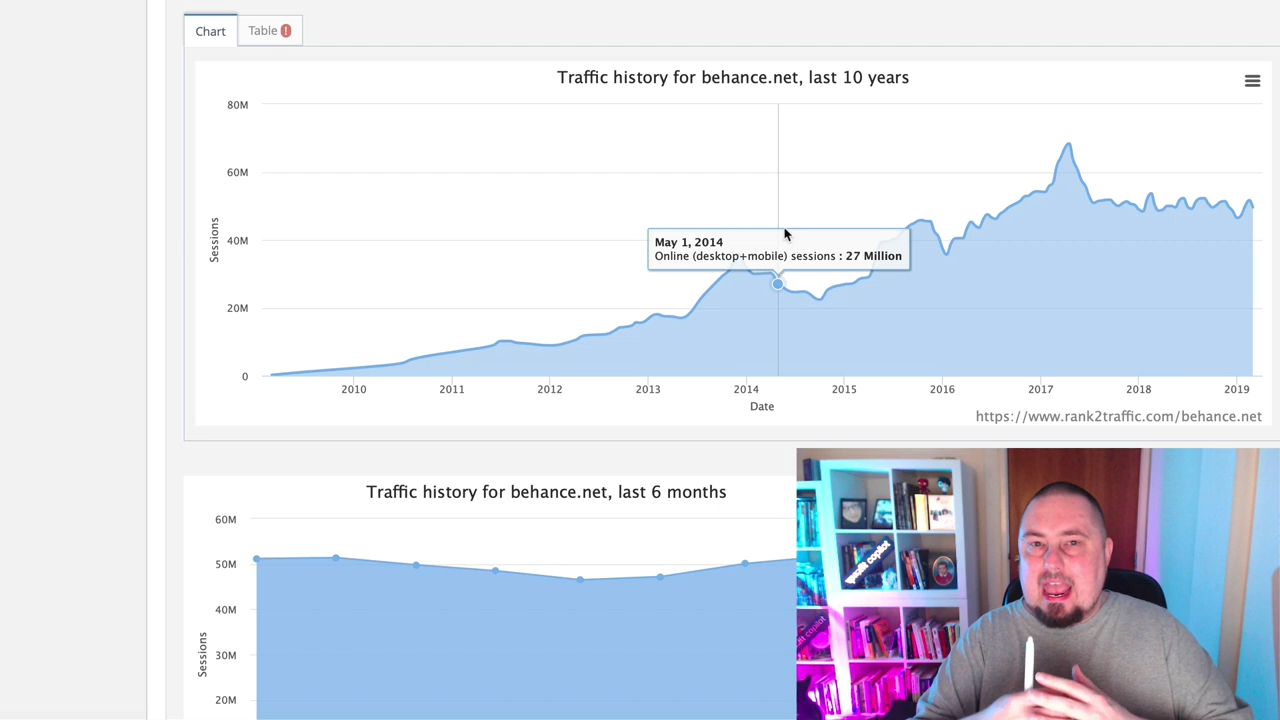 Chart
Table !
Traffic history for behance.net, last 10 years
80M
60M
40M
20M
0
Sessions
May 1, 2014
Online (desktop+mobile) sessions : 27 Million
2010 2011 2012 2013 2014 2015 2016 2017 2018 2019
Date
https://www.rank2traffic.com/behance.net
Traffic history for behance.net, last 6 months
60M
50M
40M
30M
20M
Sessions
copilot
copilot